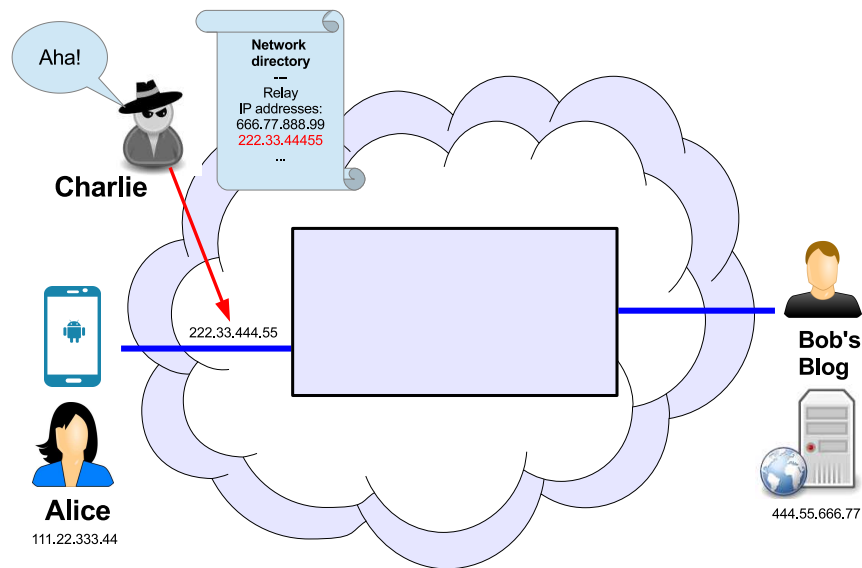 Aha!
Network
directory
---
Relay
IP addresses:
666.77.888.99
222.33.44455
...
Charlie
222.33.444.55
Alice
111.22.333.44
Bob's
Blog
444.55.666.77